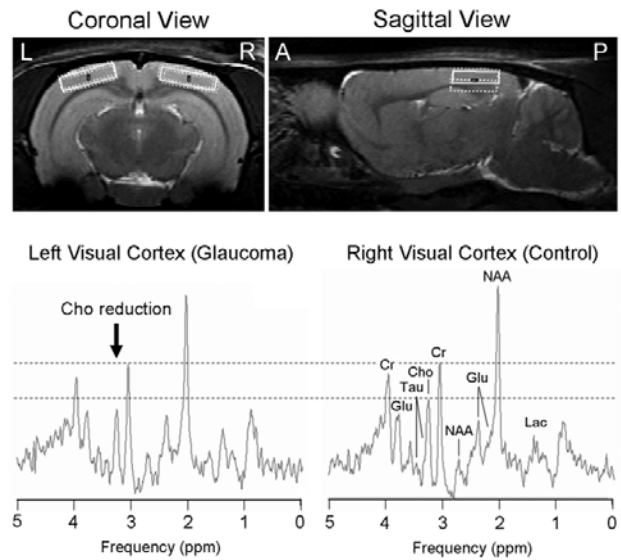 Coronal View
Sagittal View
L
R
A
P
Left Visual Cortex (Glaucoma)
Right Visual Cortex (Control)
Cho reduction
NAA
Cr
Cr
Cho
Tau
Glu
Glu
NAA
Lac
5 4 3 2 1 0
Frequency (ppm)
5 4 3 2 1 0
Frequency (ppm)